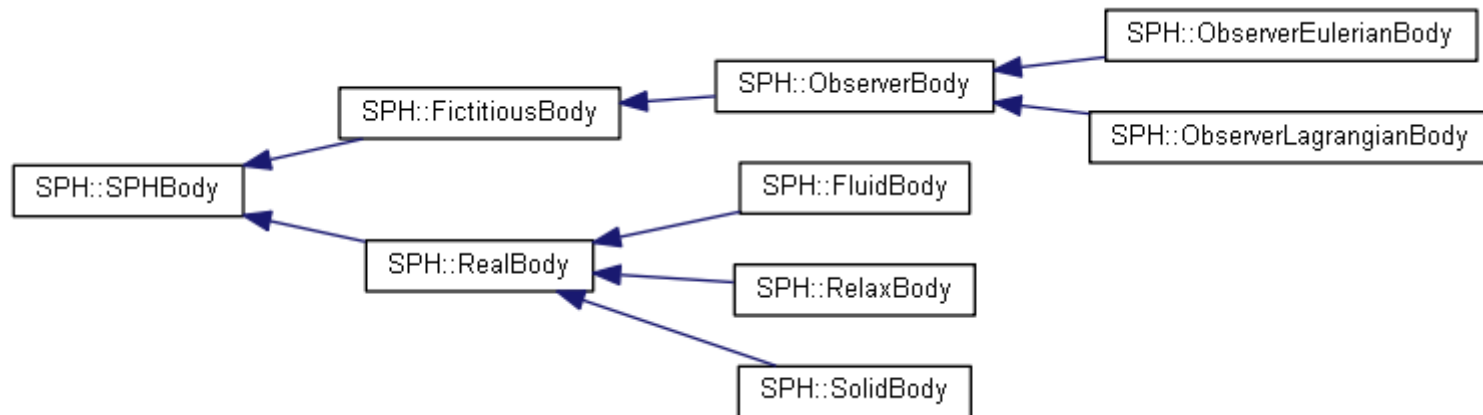 SPH::ObserverEulerianBody
SPH::ObserverBody
SPH::FictitiousBody
SPH::ObserverLagrangianBody
SPH::SPHBody
SPH::FluidBody
SPH::RealBody
SPH::RelaxBody
SPH::SolidBody